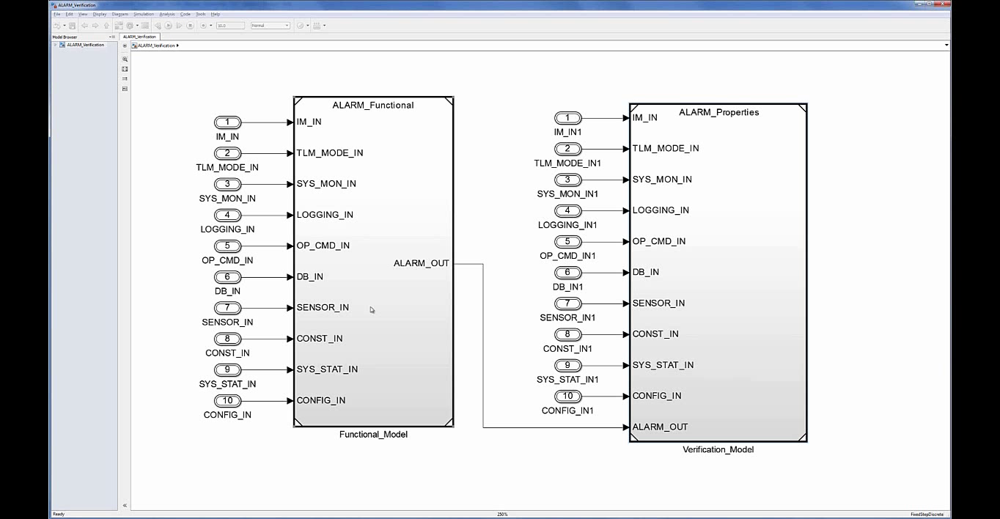 ALARM_Verification
File Edit View Display Diagram Simulation Analysis Code Tools Help
10.0 Normal
Model Browser
ALARM_Verification
ALARM_Verification
ALARM_Verification
ALARM_Functional
1 IM_IN
IM_IN
2 TLM_MODE_IN
TLM_MODE_IN
3 SYS_MON_IN
SYS_MON_IN
4 LOGGING_IN
LOGGING_IN
5 OP_CMD_IN
OP_CMD_IN
ALARM_OUT
6 DB_IN
DB_IN
7 SENSOR_IN
SENSOR_IN
8 CONST_IN
CONST_IN
9 SYS_STAT_IN
SYS_STAT_IN
10 CONFIG_IN
CONFIG_IN
Functional_Model
ALARM_Properties
1 IM_IN
IM_IN1
2 TLM_MODE_IN
TLM_MODE_IN1
3 SYS_MON_IN
SYS_MON_IN1
4 LOGGING_IN
LOGGING_IN1
5 OP_CMD_IN
OP_CMD_IN1
6 DB_IN
DB_IN1
7 SENSOR_IN
SENSOR_IN1
8 CONST_IN
CONST_IN1
9 SYS_STAT_IN
SYS_STAT_IN1
10 CONFIG_IN
CONFIG_IN1
ALARM_OUT
Verification_Model
Ready 250% FixedStepDiscrete